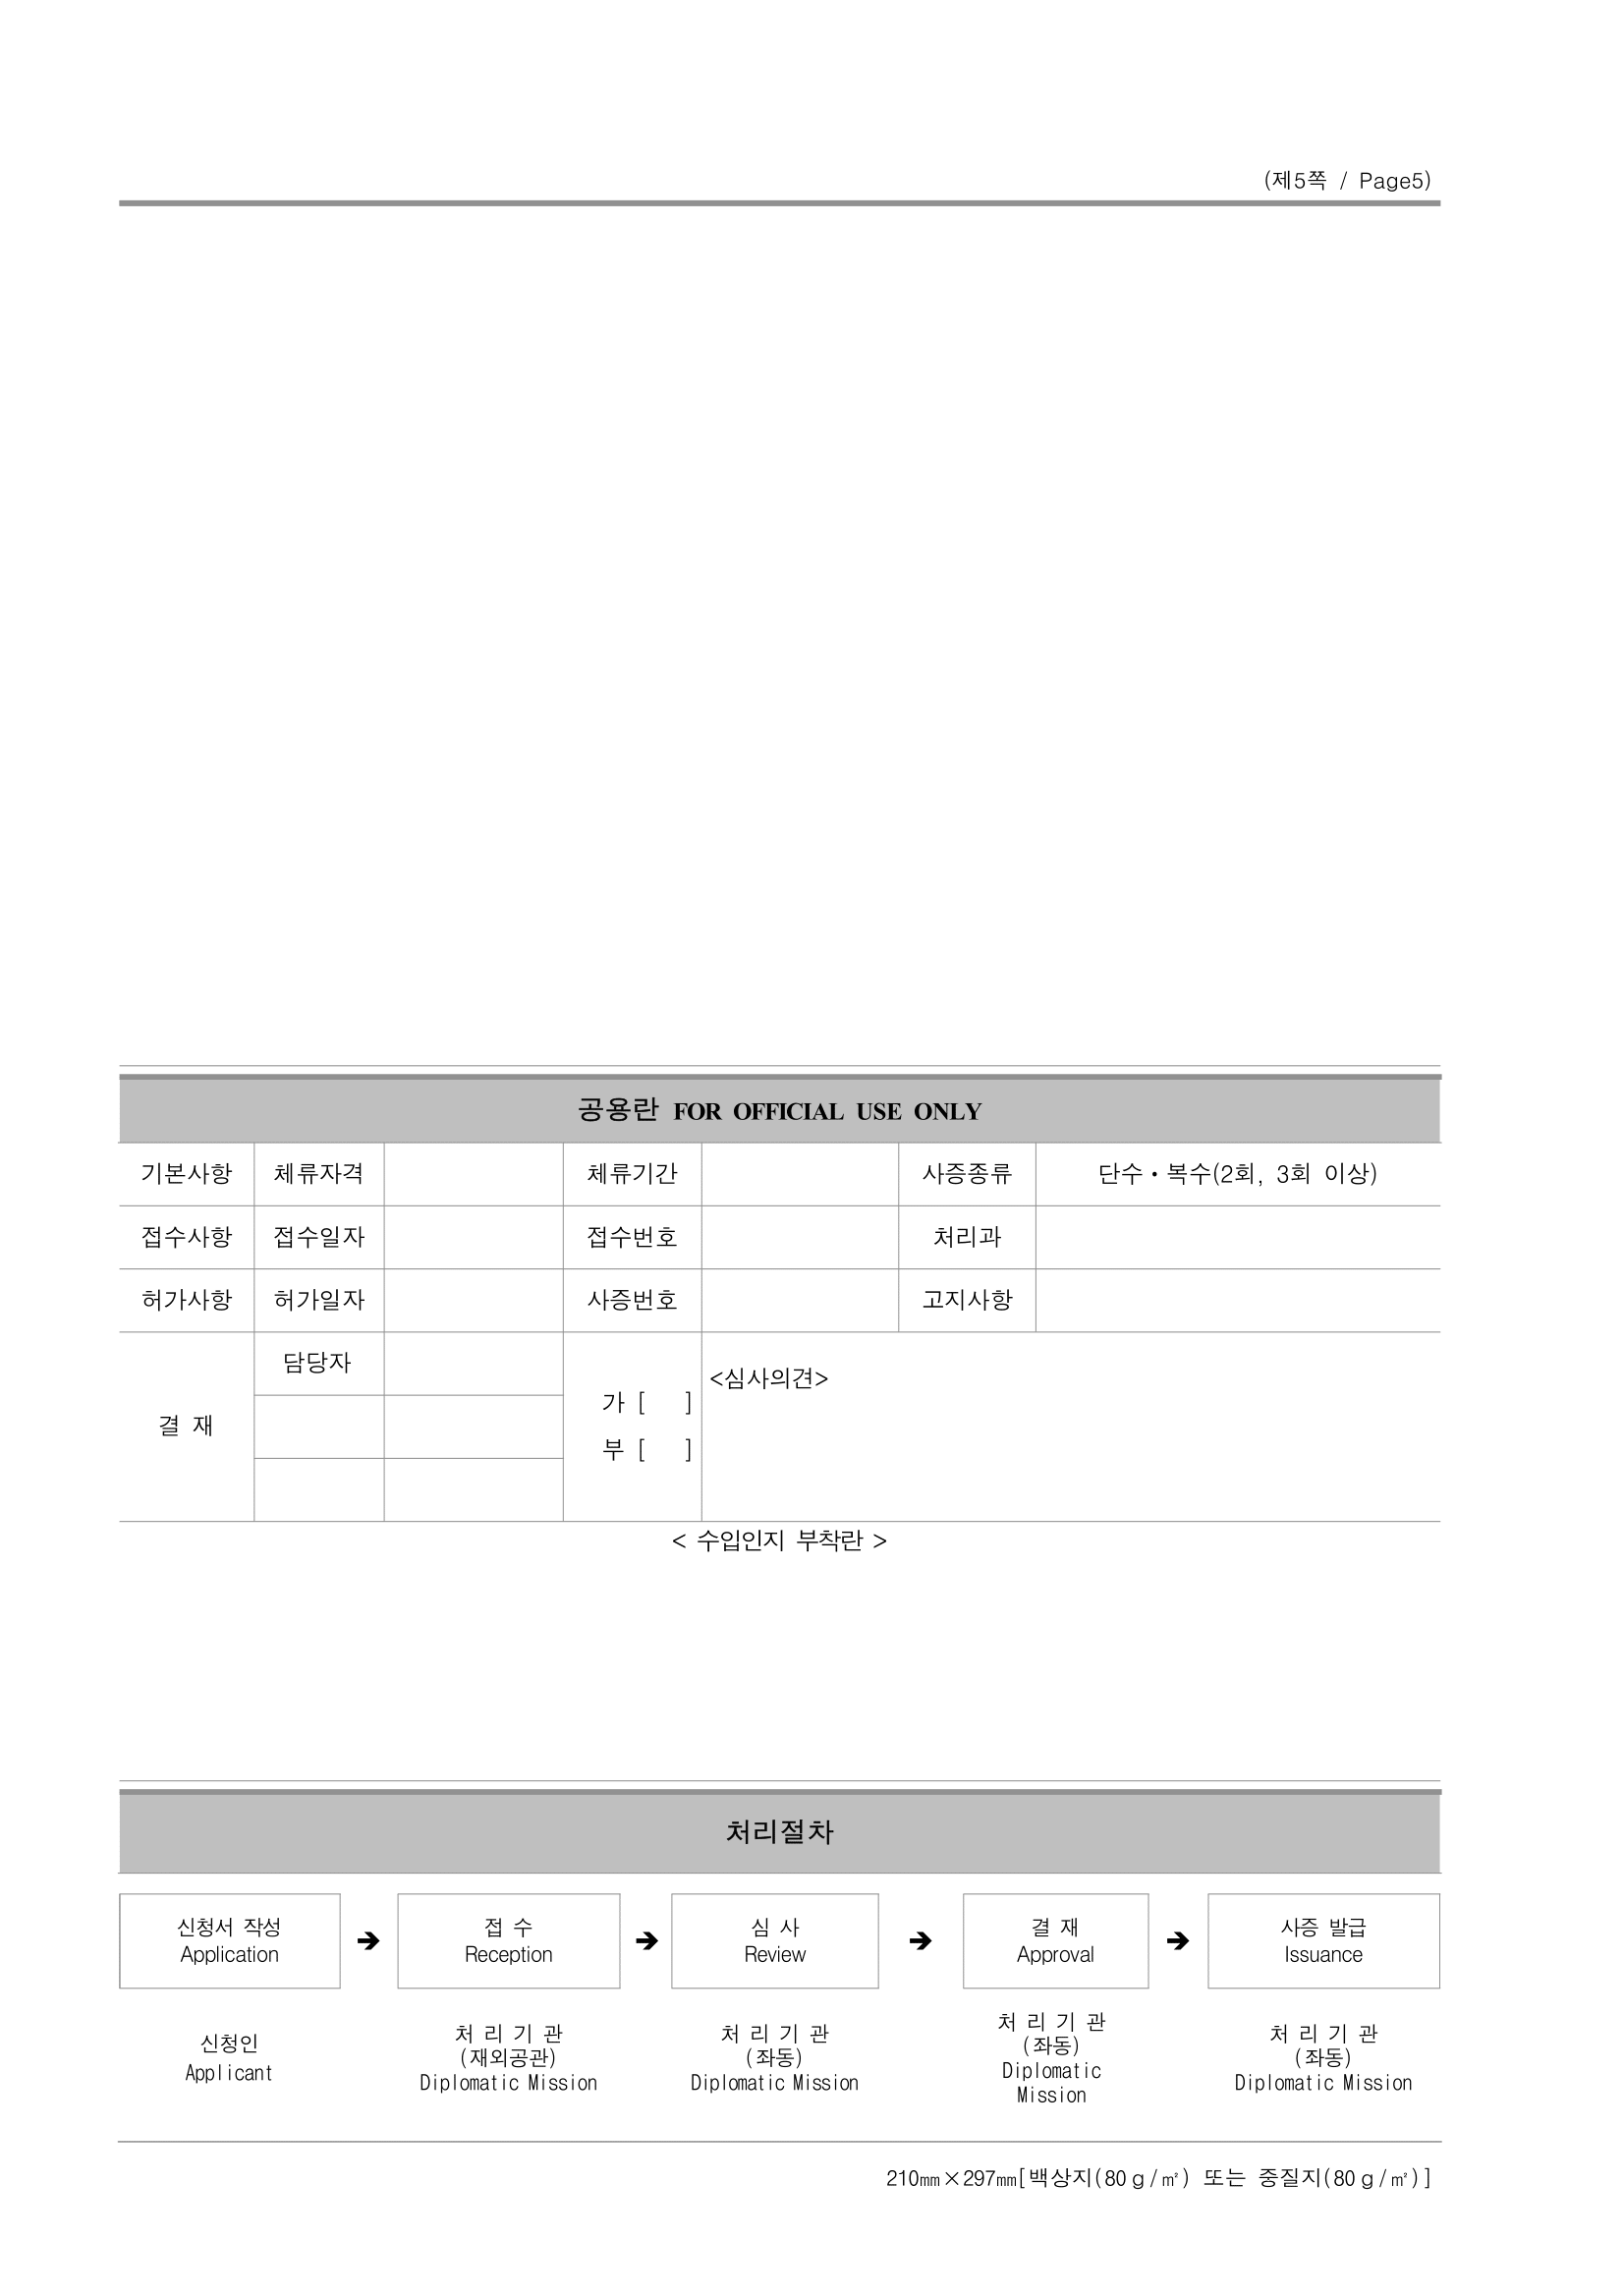 (제5쪽 / Page5)
공용란 FOR OFFICIAL USE ONLY
기본사항 체류자격 체류기간 사증종류 단수·복수(2회, 3회 이상)
접수사항 접수일자 접수번호 처리과
허가사항 허가일자 사증번호 고지사항
결 재 담당자
가 [ ]
부 [ ]
<심사의견>
< 수입인지 부착란 >
처리절차
신청서 작성
Application
➔
접 수
Reception
➔
심 사
Review
➔
결 재
Approval
➔
사증 발급
Issuance
신청인
Applicant
처 리 기 관
(재외공관)
Diplomatic Mission
처 리 기 관
(좌동)
Diplomatic Mission
처 리 기 관
(좌동)
Diplomatic
Mission
처 리 기 관
(좌동)
Diplomatic Mission
210㎜×297㎜[백상지(80ｇ/㎡) 또는 중질지(80ｇ/㎡)]